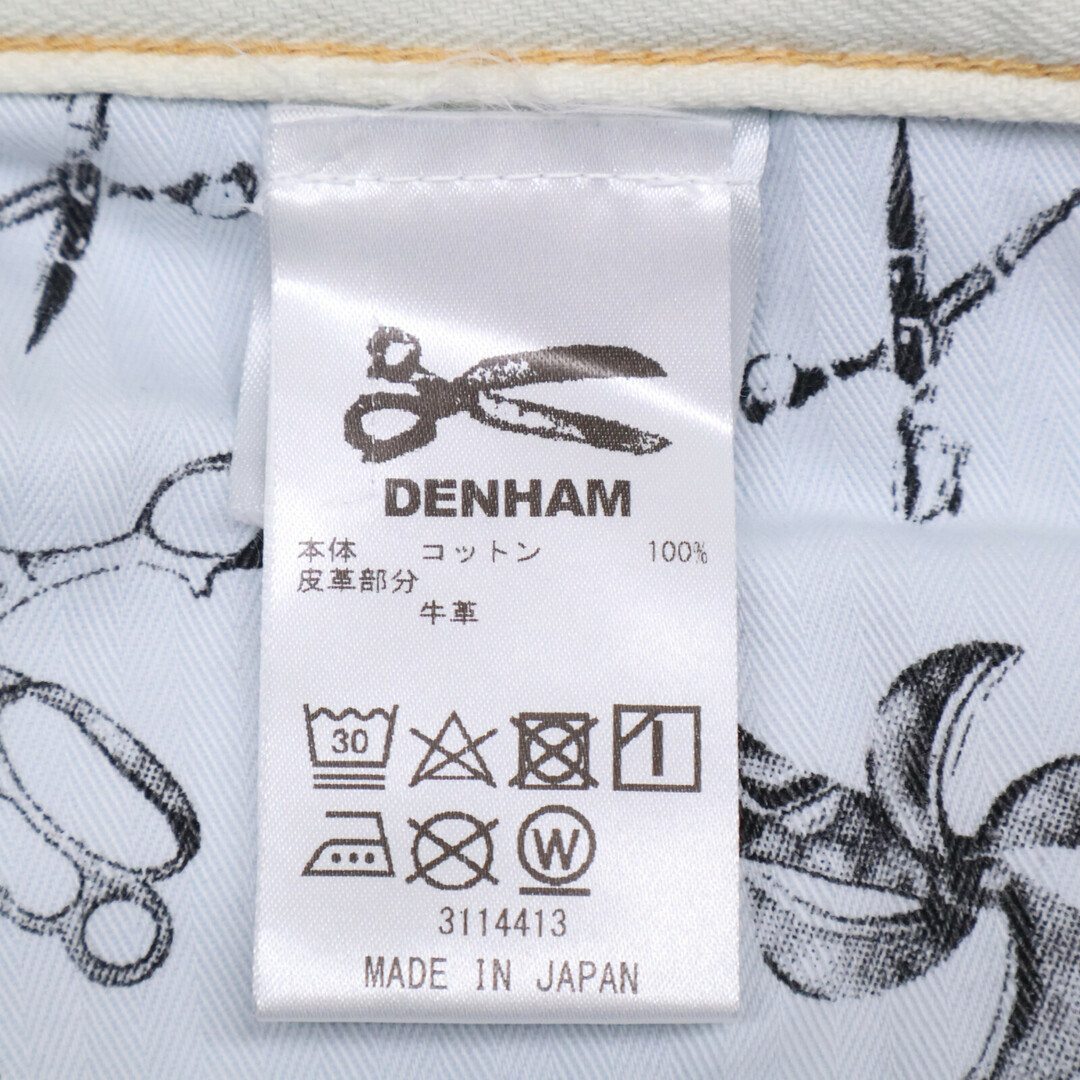 DENHAM
本体 コットン 100%
皮革部分
牛革
30
W
3114413
MADE IN JAPAN